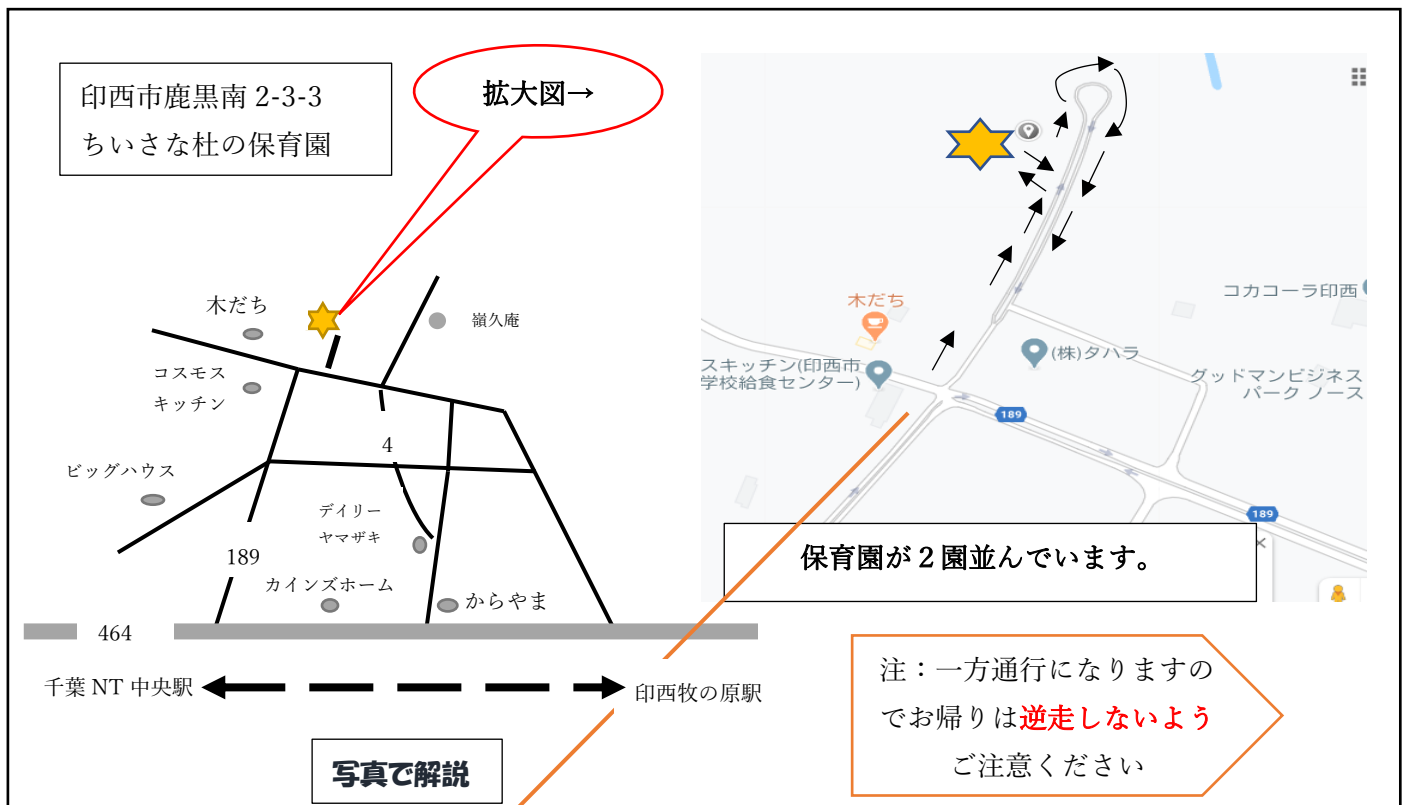 印西市鹿黒南 2-3-3
ちいさな杜の保育園
拡大図→
木だち
嶺久庵
コスモス
キッチン
4
ビッグハウス
デイリー
ヤマザキ
189
カインズホーム
からやま
464
千葉 NT 中央駅
印西牧の原駅
写真で解説
コカコーラ印西
木だち
(株)タハラ
スキッチン(印西市
学校給食センター)
グッドマンビジネス
パーク ノース
189
189
保育園が 2 園並んでいます。
注：一方通行になりますの
でお帰りは逆走しないよう
ご注意ください